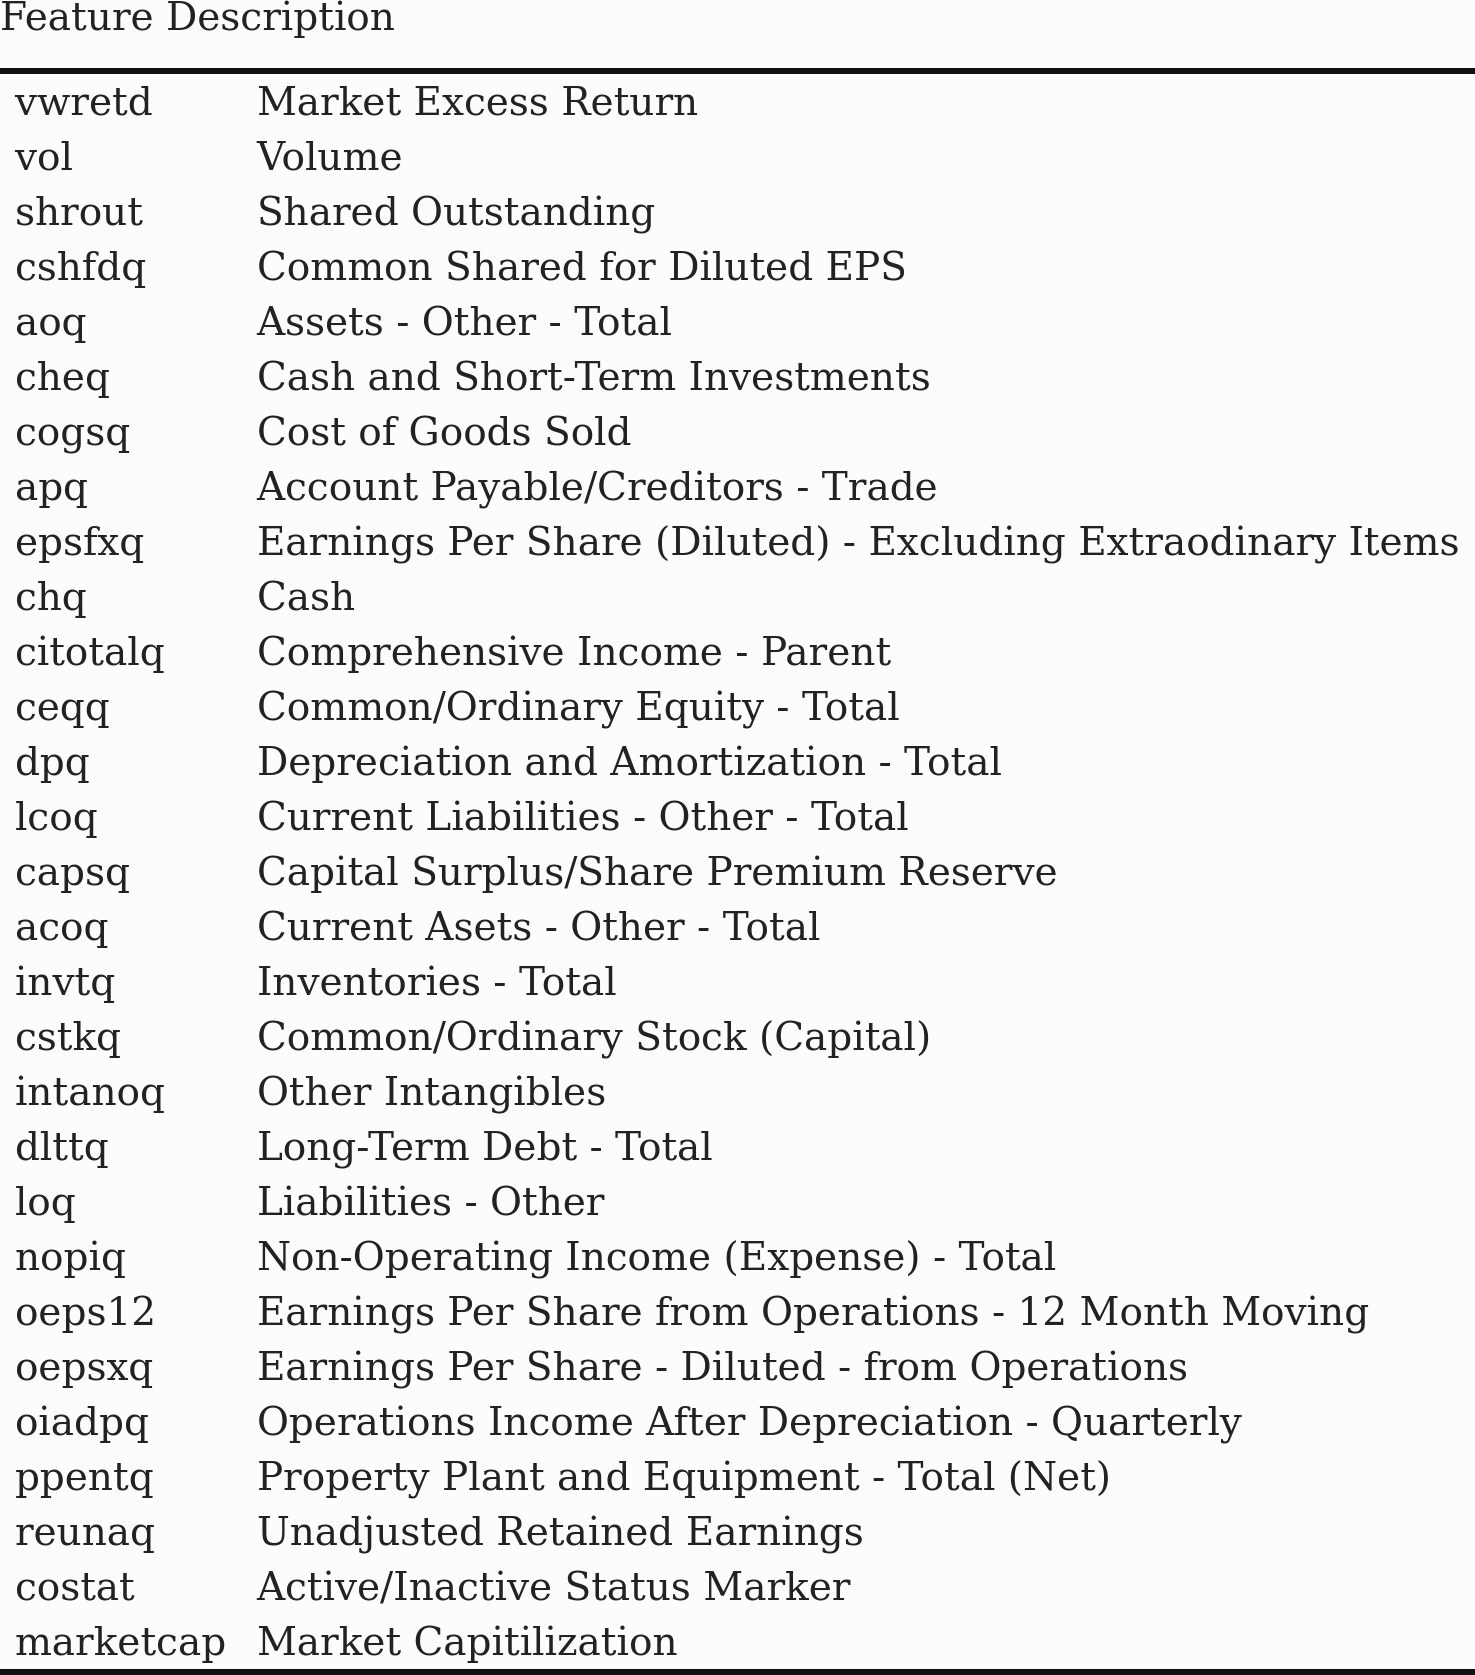 Feature Description
vwretd Market Excess Return
vol Volume
shrout Shared Outstanding
cshfdq Common Shared for Diluted EPS
aoq Assets - Other - Total
cheq Cash and Short-Term Investments
cogsq Cost of Goods Sold
apq Account Payable/Creditors - Trade
epsfxq Earnings Per Share (Diluted) - Excluding Extraodinary Items
chq Cash
citotalq Comprehensive Income - Parent
ceqq Common/Ordinary Equity - Total
dpq Depreciation and Amortization - Total
lcoq Current Liabilities - Other - Total
capsq Capital Surplus/Share Premium Reserve
acoq Current Asets - Other - Total
invtq Inventories - Total
cstkq Common/Ordinary Stock (Capital)
intanoq Other Intangibles
dlttq Long-Term Debt - Total
loq Liabilities - Other
nopiq Non-Operating Income (Expense) - Total
oeps12 Earnings Per Share from Operations - 12 Month Moving
oepsxq Earnings Per Share - Diluted - from Operations
oiadpq Operations Income After Depreciation - Quarterly
ppentq Property Plant and Equipment - Total (Net)
reunaq Unadjusted Retained Earnings
costat Active/Inactive Status Marker
marketcap Market Capitilization